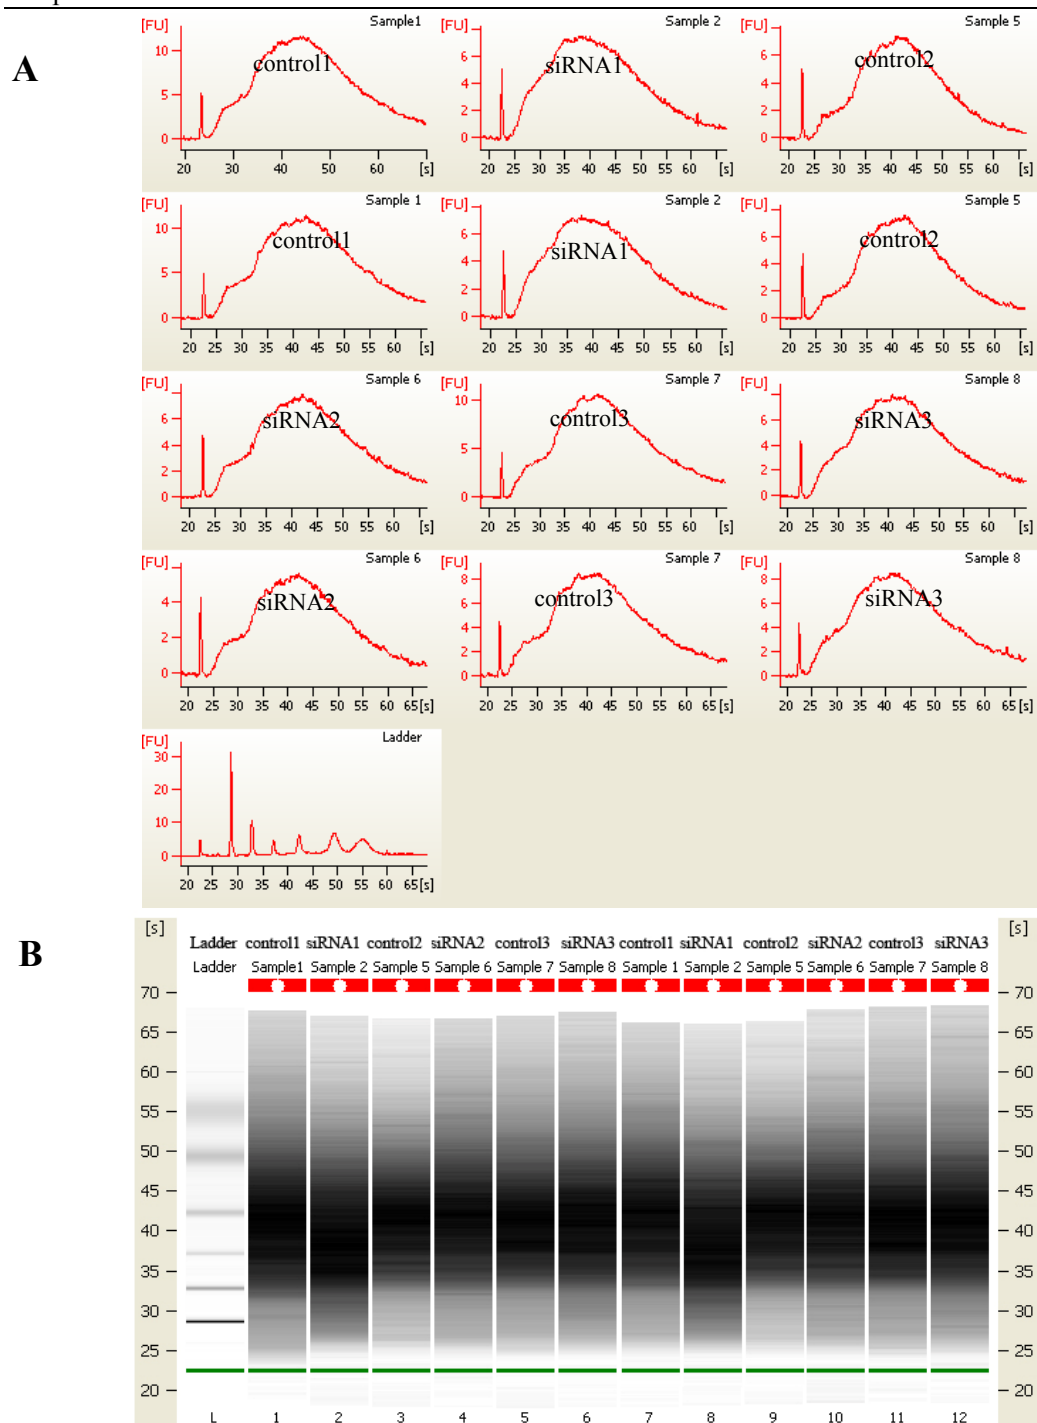 A
[FU] Sample1
10
5
0
control1
20 30 40 50 60 [s]
[FU] Sample 2
6
4
2
0
siRNA1
20 25 30 35 40 45 50 55 60 [s]
[FU] Sample 5
6
4
2
0
control2
20 25 30 35 40 45 50 55 60 [s]
[FU] Sample 1
10
5
0
control1
20 25 30 35 40 45 50 55 60 [s]
[FU] Sample 2
6
4
2
0
siRNA1
20 25 30 35 40 45 50 55 60 [s]
[FU] Sample 5
6
4
2
0
control2
20 25 30 35 40 45 50 55 60 [s]
[FU] Sample 6
6
4
2
0
siRNA2
20 25 30 35 40 45 50 55 60 [s]
[FU] Sample 7
10
5
0
control3
20 25 30 35 40 45 50 55 60 [s]
[FU] Sample 8
6
4
2
0
siRNA3
20 25 30 35 40 45 50 55 60 [s]
[FU] Sample 6
4
2
0
siRNA2
20 25 30 35 40 45 50 55 60 65[s]
[FU] Sample 7
8
6
4
2
0
control3
20 25 30 35 40 45 50 55 60 65[s]
[FU] Sample 8
8
6
4
2
0
siRNA3
20 25 30 35 40 45 50 55 60 65[s]
[FU] Ladder
30
20
10
0
20 25 30 35 40 45 50 55 60 65[s]
B
[s] [s]
Ladder control1 siRNA1 control2 siRNA2 control3 siRNA3 control1 siRNA1 control2 siRNA2 control3 siRNA3
Ladder Sample1 Sample 2 Sample 5 Sample 6 Sample 7 Sample 8 Sample 1 Sample 2 Sample 5 Sample 6 Sample 7 Sample 8
70 70
65 65
60 60
55 55
50 50
45 45
40 40
35 35
30 30
25 25
20 20
L 1 2 3 4 5 6 7 8 9 10 11 12